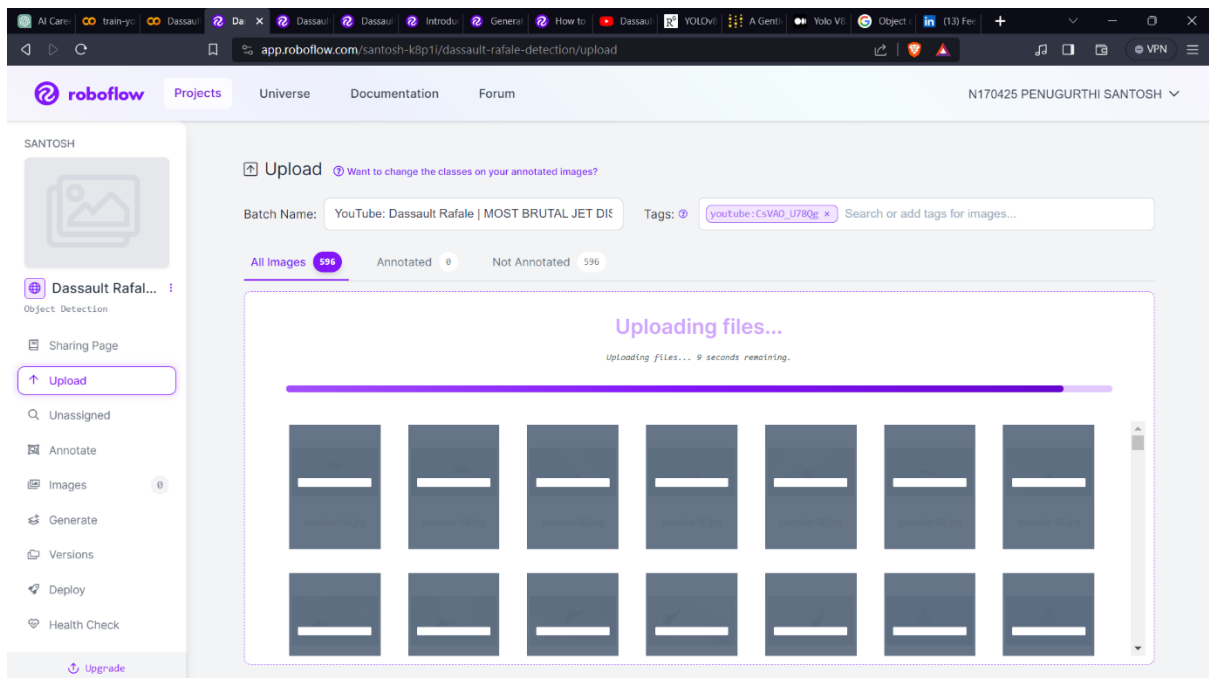 AI Caree train-yo Dassaul Da Dassaul Dassaul Introdu General How to Dassaul YOLOv8 A Gentle Yolo V8 Object d (13) Fee
app.roboflow.com/santosh-k8p1i/dassault-rafale-detection/upload VPN
roboflow Projects Universe Documentation Forum N170425 PENUGURTHI SANTOSH
SANTOSH
Upload Want to change the classes on your annotated images?
Batch Name: YouTube: Dassault Rafale | MOST BRUTAL JET DIS Tags: youtube:CsVAO_U78Qg × Search or add tags for images...
All Images 596 Annotated 0 Not Annotated 596
Dassault Rafal...
Object Detection
Uploading files...
Uploading files... 9 seconds remaining.
Sharing Page
Upload
Unassigned
Annotate
Images 0
Generate
Versions
Deploy
Health Check
Upgrade